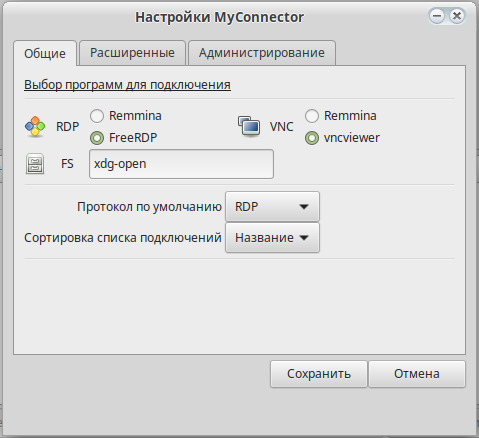 Настройки MyConnector
Общие Расширенные Администрирование
Выбор программ для подключения
RDP Remmina VNC Remmina
FreeRDP vncviewer
FS xdg-open
Протокол по умолчанию RDP
Сортировка списка подключений Название
Сохранить Отмена